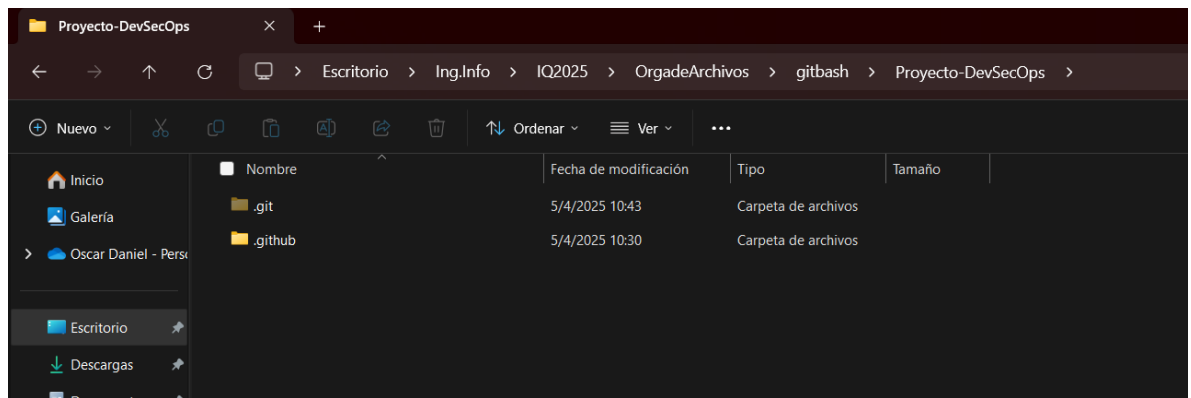 Proyecto-DevSecOps
Escritorio > Ing.Info > IQ2025 > OrgadeArchivos > gitbash > Proyecto-DevSecOps >
Nuevo Ordenar Ver ...
Nombre Fecha de modificación Tipo Tamaño
Inicio
.git 5/4/2025 10:43 Carpeta de archivos
Galería
.github 5/4/2025 10:30 Carpeta de archivos
Oscar Daniel - Perso
Escritorio
Descargas